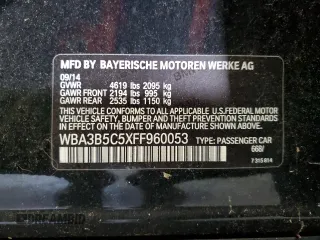 MFD BY BAYERISCHE MOTOREN WERKE AG
09/14
GVWR 4619 lbs 2095 kg
GAWR FRONT 2194 lbs 995 kg
GAWR REAR 2535 lbs 1150 kg
THIS VEHICLE CONFORMS TO ALL APPLICABLE U.S. FEDERAL MOTOR
VEHICLE SAFETY, BUMPER AND THEFT PREVENTION STANDARDS
IN EFFECT ON THE DATE OF MANUFACTURE SHOWN ABOVE.
WBA3B5C5XFF960053 TYPE: PASSENGER CAR
668/
7315814
DREAMBID